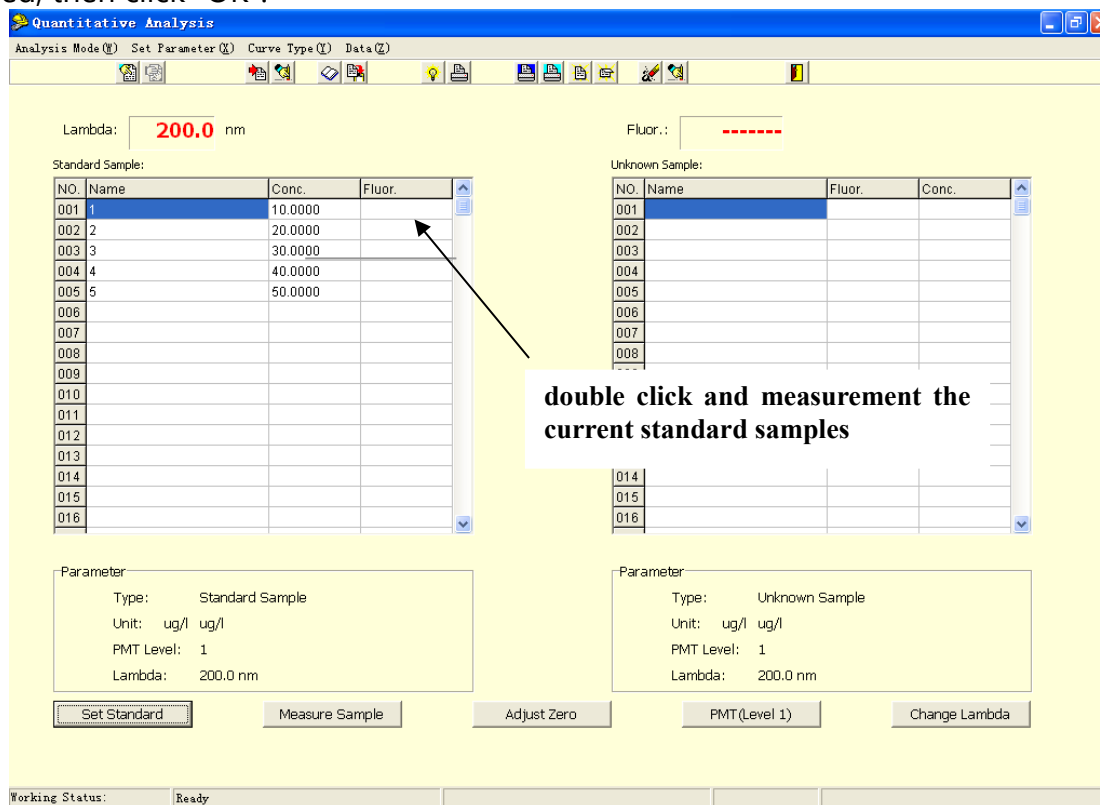 ed, then click "OK".
Quantitative Analysis
Analysis Mode(W) Set Parameter(X) Curve Type(Y) Data(Z)
Lambda: 200.0 nm
Fluor.: -------
Standard Sample:
Unknown Sample:
NO. Name Conc. Fluor.
001 1 10.0000
002 2 20.0000
003 3 30.0000
004 4 40.0000
005 5 50.0000
006
007
008
009
010
011
012
013
014
015
016
NO. Name Fluor. Conc.
001
002
003
004
005
006
007
008
014
015
016
double click and measurement the
current standard samples
Parameter
Type: Standard Sample
Unit: ug/l ug/l
PMT Level: 1
Lambda: 200.0 nm
Parameter
Type: Unknown Sample
Unit: ug/l ug/l
PMT Level: 1
Lambda: 200.0 nm
Set Standard Measure Sample Adjust Zero PMT(Level 1) Change Lambda
Working Status: Ready